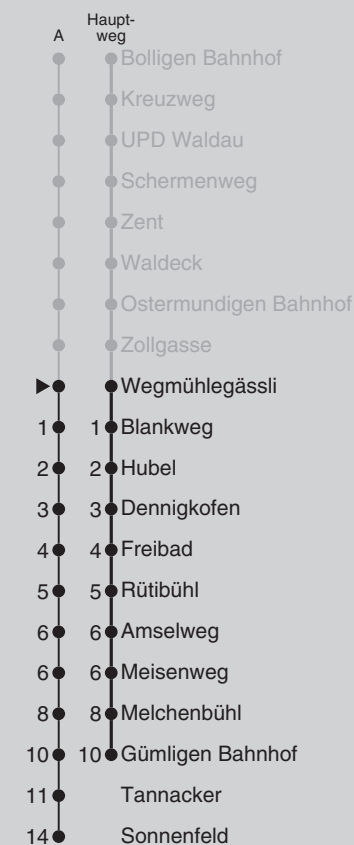 A Haupt-
weg
Bolligen Bahnhof
Kreuzweg
UPD Waldau
Schermenweg
Zent
Waldeck
Ostermundigen Bahnhof
Zollgasse
Wegmühlegässli
1 1 Blankweg
2 2 Hubel
3 3 Dennigkofen
4 4 Freibad
5 5 Rütibühl
6 6 Amselweg
6 6 Meisenweg
8 8 Melchenbühl
10 10 Gümligen Bahnhof
11 Tannacker
14 Sonnenfeld